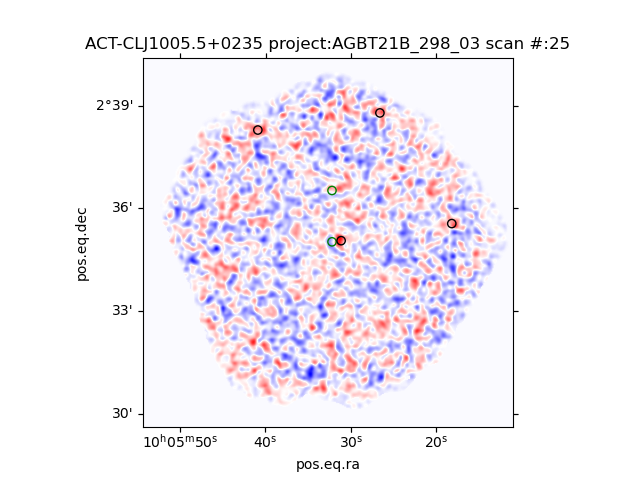 ACT-CLJ1005.5+0235 project:AGBT21B_298_03 scan #:25
2°39'
36'
33'
30'
10ʰ05ᵐ50ˢ 40ˢ 30ˢ 20ˢ
pos.eq.ra
pos.eq.dec